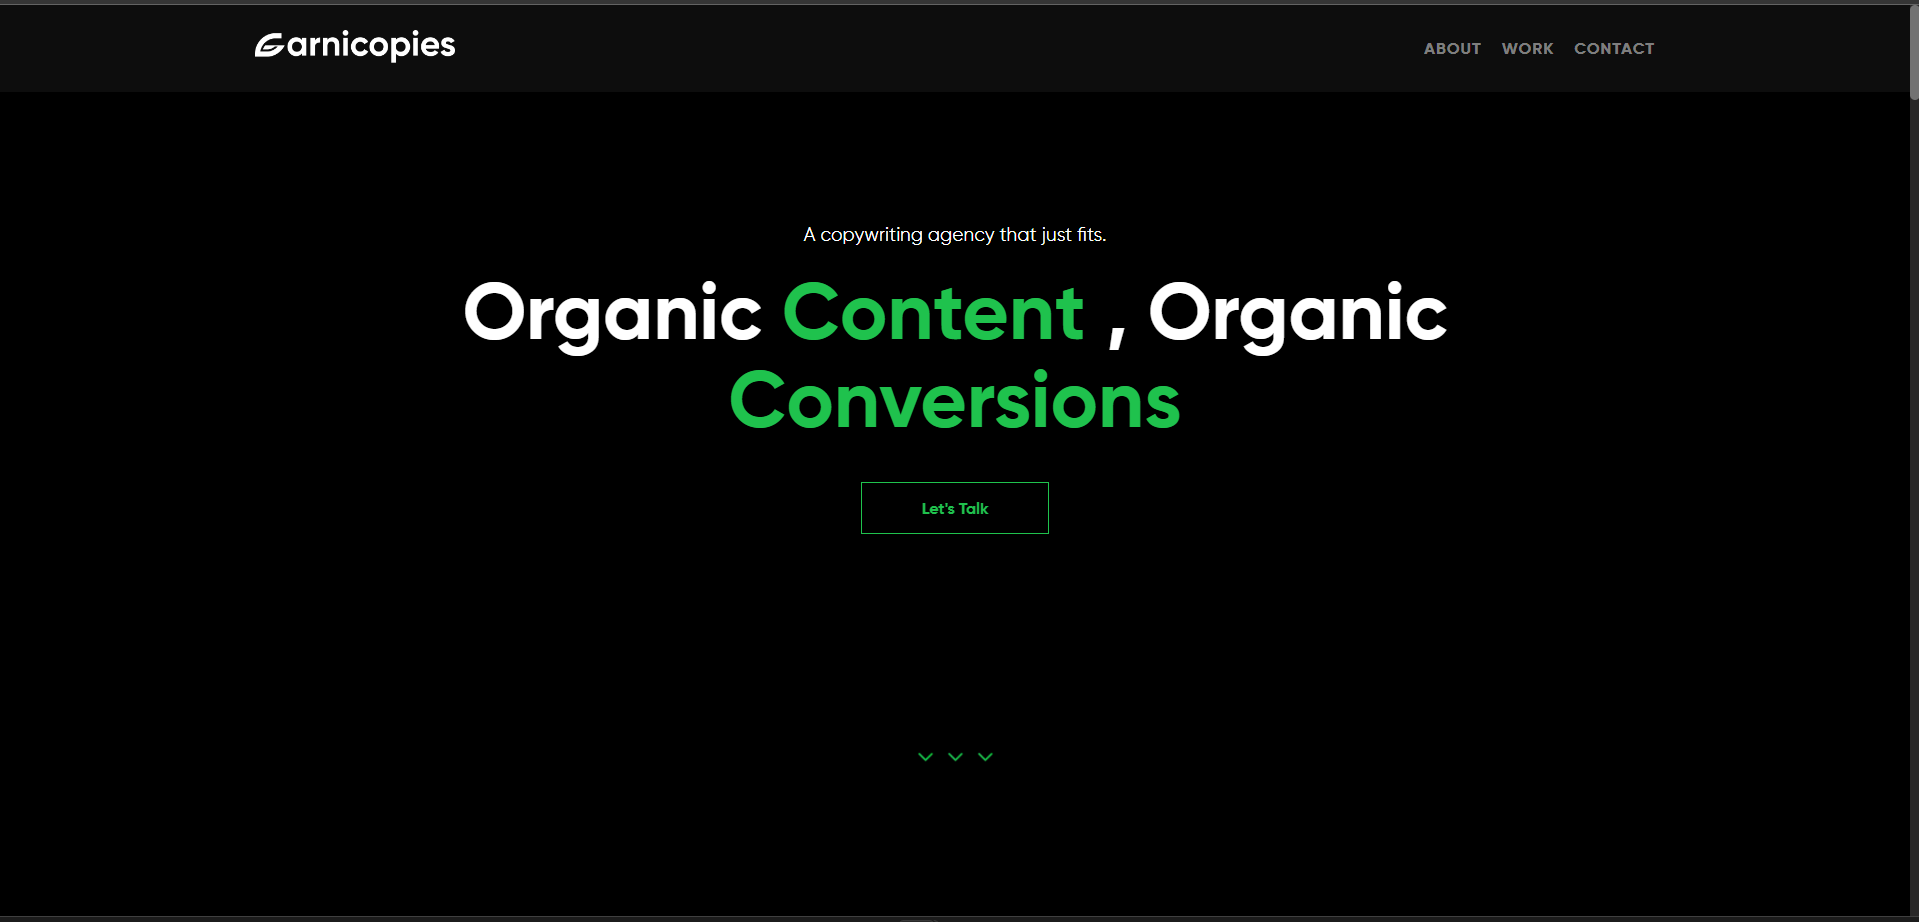 Garnicopies
ABOUT WORK CONTACT
A copywriting agency that just fits.
Organic Content , Organic
Conversions
Let's Talk